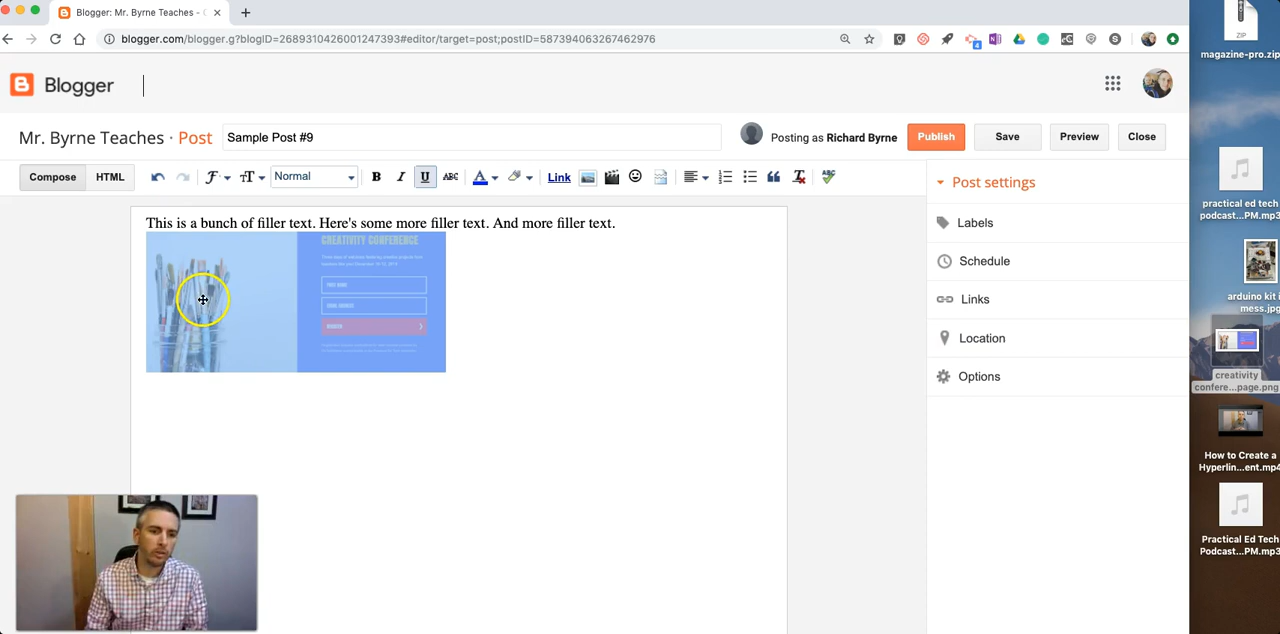 Blogger: Mr. Byrne Teaches -
blogger.com/blogger.g?blogID=2689310426001247393#editor/target=post;postID=587394063267462976
4
Blogger
Mr. Byrne Teaches · Post
Sample Post #9
Posting as Richard Byrne
Publish
Save
Preview
Close
Compose
HTML
Normal
B I U ABC A Link
This is a bunch of filler text. Here's some more filler text. And more filler text.
CREATIVITY CONFERENCE
Post settings
Labels
Schedule
Links
Location
Options
ZIP
magazine-pro.zip
practical ed tech
podcast...PM.mp3
arduino kit i
mess.jpg
creativity
confere...page.png
How to Create a
Hyperlin...ent.mp4
Practical Ed Tech
Podcast...PM.mp3